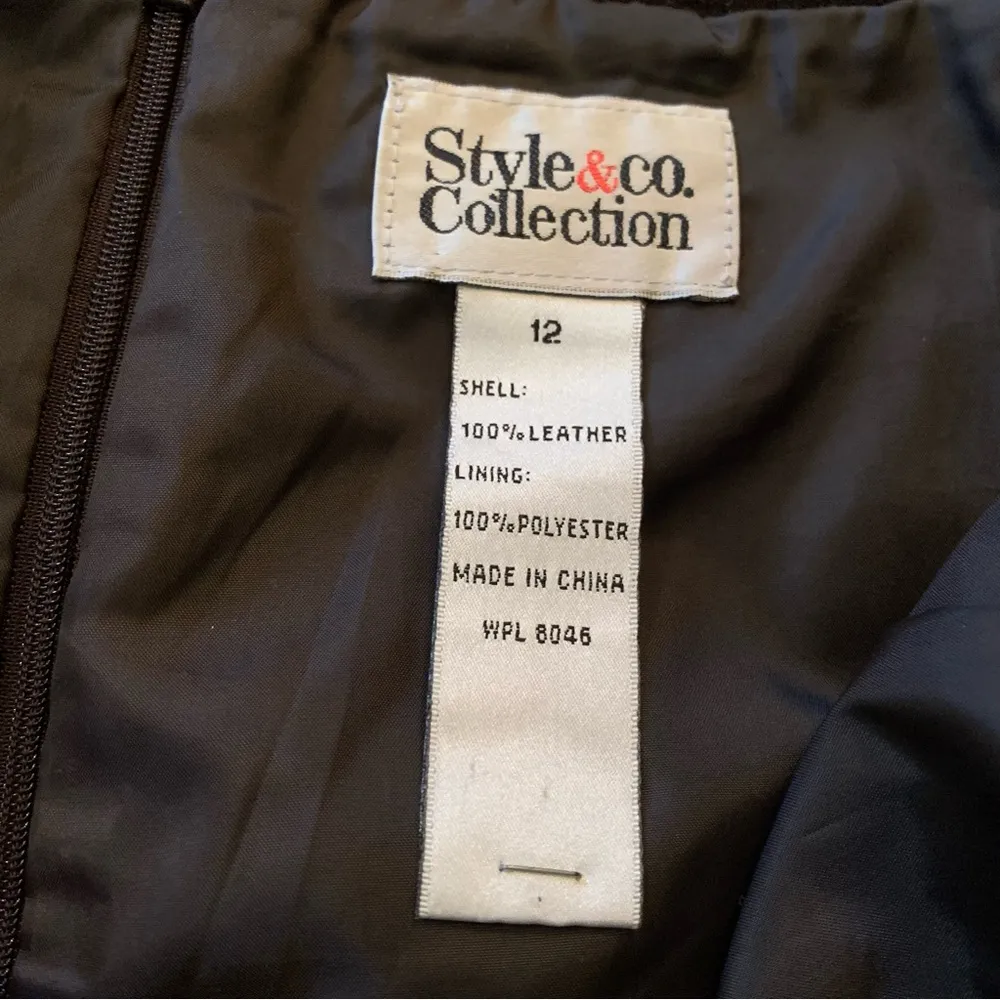 Style&co.
Collection
12
SHELL:
100% LEATHER
LINING:
100% POLYESTER
MADE IN CHINA
WPL 8046